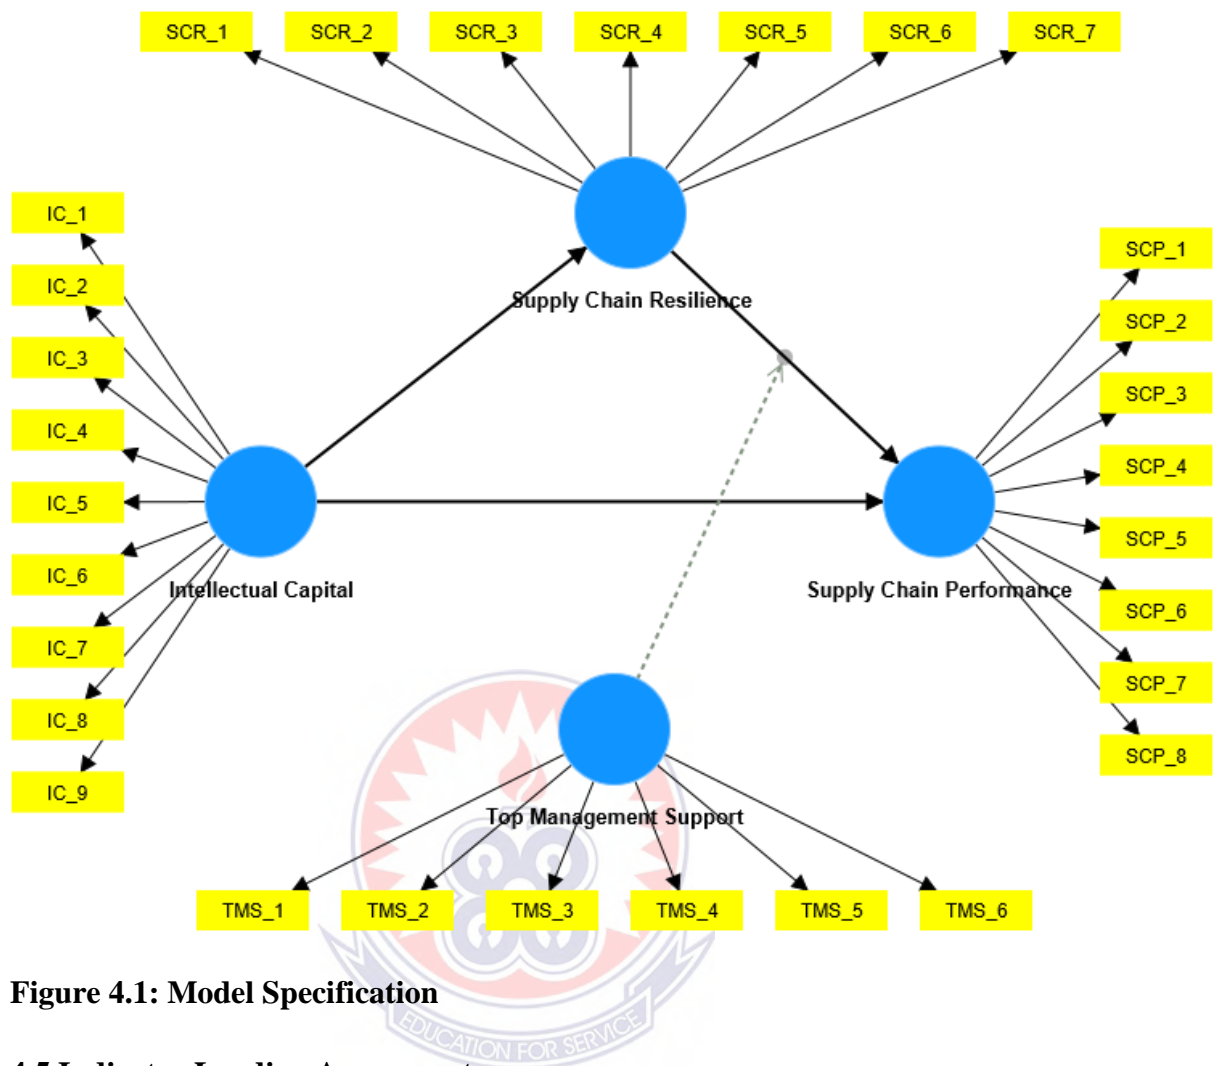 SCR_1 SCR_2 SCR_3 SCR_4 SCR_5 SCR_6 SCR_7
IC_1
IC_2
IC_3
IC_4
IC_5
IC_6
IC_7
IC_8
IC_9
Supply Chain Resilience
Intellectual Capital
Supply Chain Performance
SCP_1
SCP_2
SCP_3
SCP_4
SCP_5
SCP_6
SCP_7
SCP_8
Top Management Support
TMS_1 TMS_2 TMS_3 TMS_4 TMS_5 TMS_6
Figure 4.1: Model Specification
EDUCATION FOR SERVICE